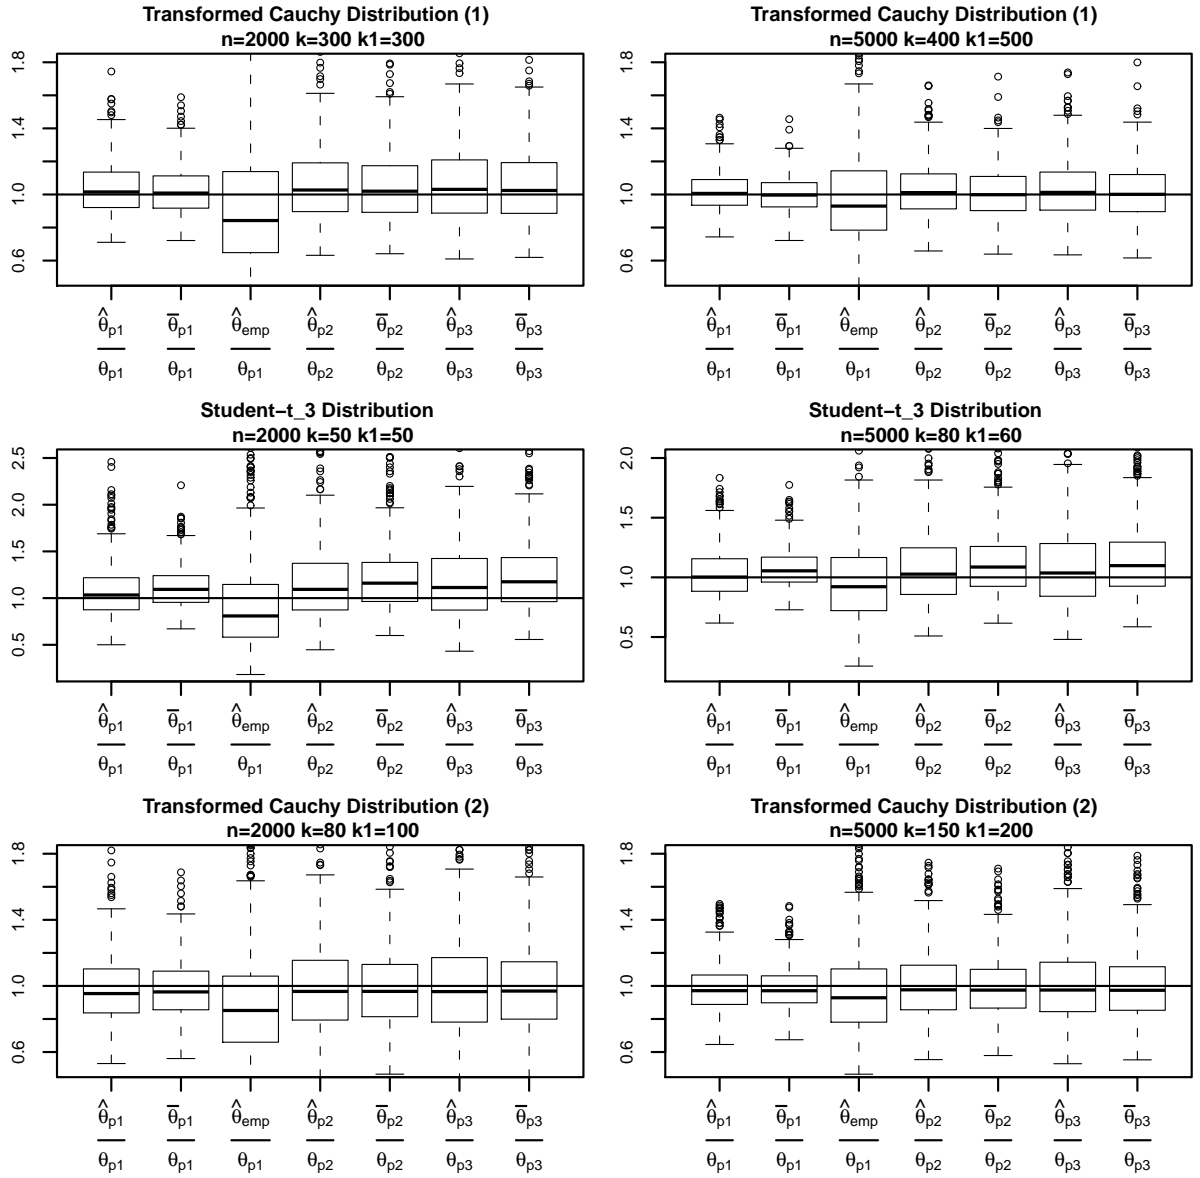 Transformed Cauchy Distribution (1)
n=2000 k=300 k1=300
1.8
1.4
1.0
0.6
θ̂p1 θ̄p1 θ̂emp θ̂p2 θ̄p2 θ̂p3 θ̄p3
θp1 θp1 θp1 θp2 θp2 θp3 θp3
Transformed Cauchy Distribution (1)
n=5000 k=400 k1=500
1.8
1.4
1.0
0.6
θ̂p1 θ̄p1 θ̂emp θ̂p2 θ̄p2 θ̂p3 θ̄p3
θp1 θp1 θp1 θp2 θp2 θp3 θp3
Student−t_3 Distribution
n=2000 k=50 k1=50
2.5
2.0
1.5
1.0
0.5
θ̂p1 θ̄p1 θ̂emp θ̂p2 θ̄p2 θ̂p3 θ̄p3
θp1 θp1 θp1 θp2 θp2 θp3 θp3
Student−t_3 Distribution
n=5000 k=80 k1=60
2.0
1.5
1.0
0.5
θ̂p1 θ̄p1 θ̂emp θ̂p2 θ̄p2 θ̂p3 θ̄p3
θp1 θp1 θp1 θp2 θp2 θp3 θp3
Transformed Cauchy Distribution (2)
n=2000 k=80 k1=100
1.8
1.4
1.0
0.6
θ̂p1 θ̄p1 θ̂emp θ̂p2 θ̄p2 θ̂p3 θ̄p3
θp1 θp1 θp1 θp2 θp2 θp3 θp3
Transformed Cauchy Distribution (2)
n=5000 k=150 k1=200
1.8
1.4
1.0
0.6
θ̂p1 θ̄p1 θ̂emp θ̂p2 θ̄p2 θ̂p3 θ̄p3
θp1 θp1 θp1 θp2 θp2 θp3 θp3